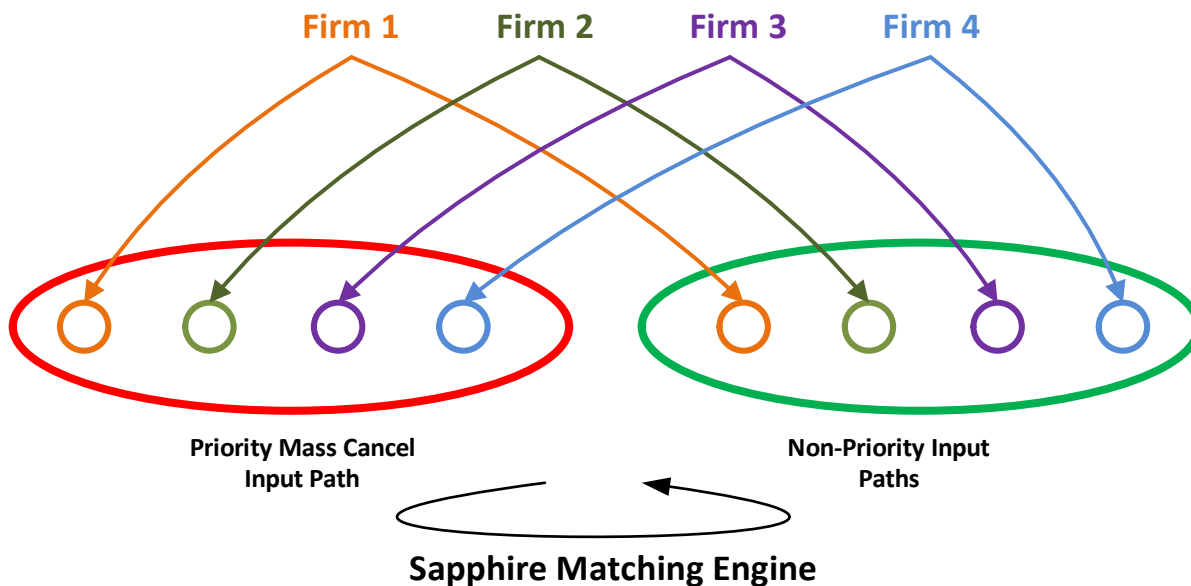 Firm 1
Firm 2
Firm 3
Firm 4
Priority Mass Cancel
Input Path
Non-Priority Input
Paths
Sapphire Matching Engine